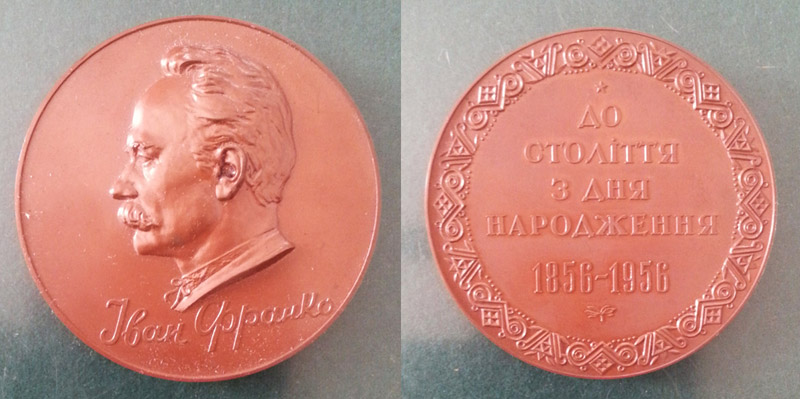 Іван Франко
ДО
СТОЛІТТЯ
З ДНЯ
НАРОДЖЕННЯ
1856-1956